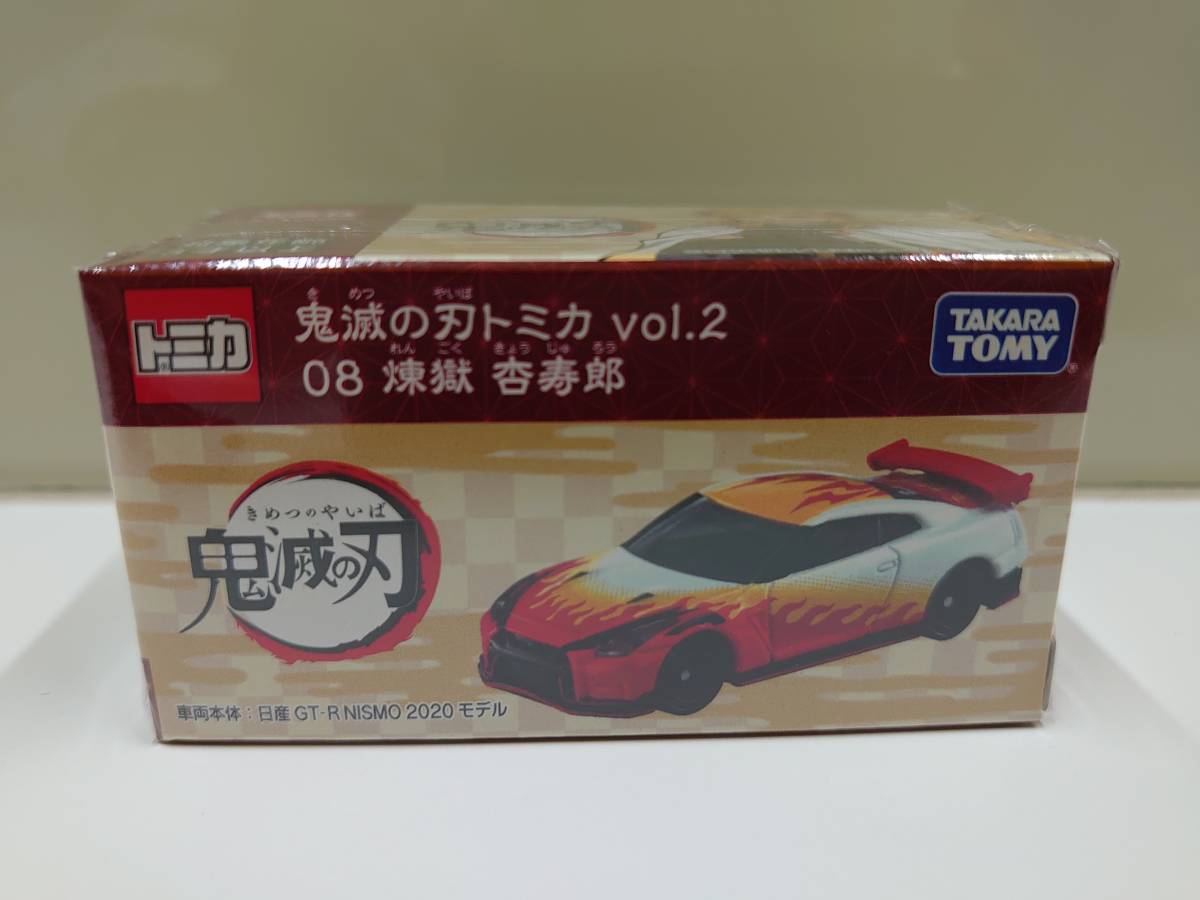 トミカ
き めつ やいば
鬼滅の刃トミカ vol.2
れん ごく きょう じゅ ろう
08 煉獄 杏寿郎
TAKARA
TOMY
きめつのやいば
鬼滅の刃
車両本体：日産 GT-R NISMO 2020 モデル